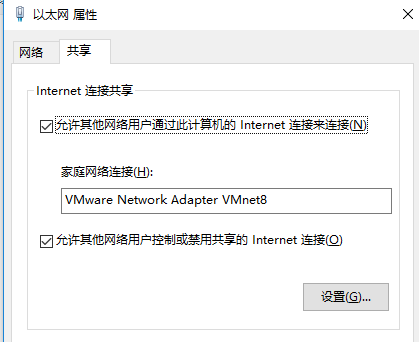 以太网 属性
网络
共享
Internet 连接共享
允许其他网络用户通过此计算机的 Internet 连接来连接(N)
家庭网络连接(H):
VMware Network Adapter VMnet8
允许其他网络用户控制或禁用共享的 Internet 连接(O)
设置(G)...